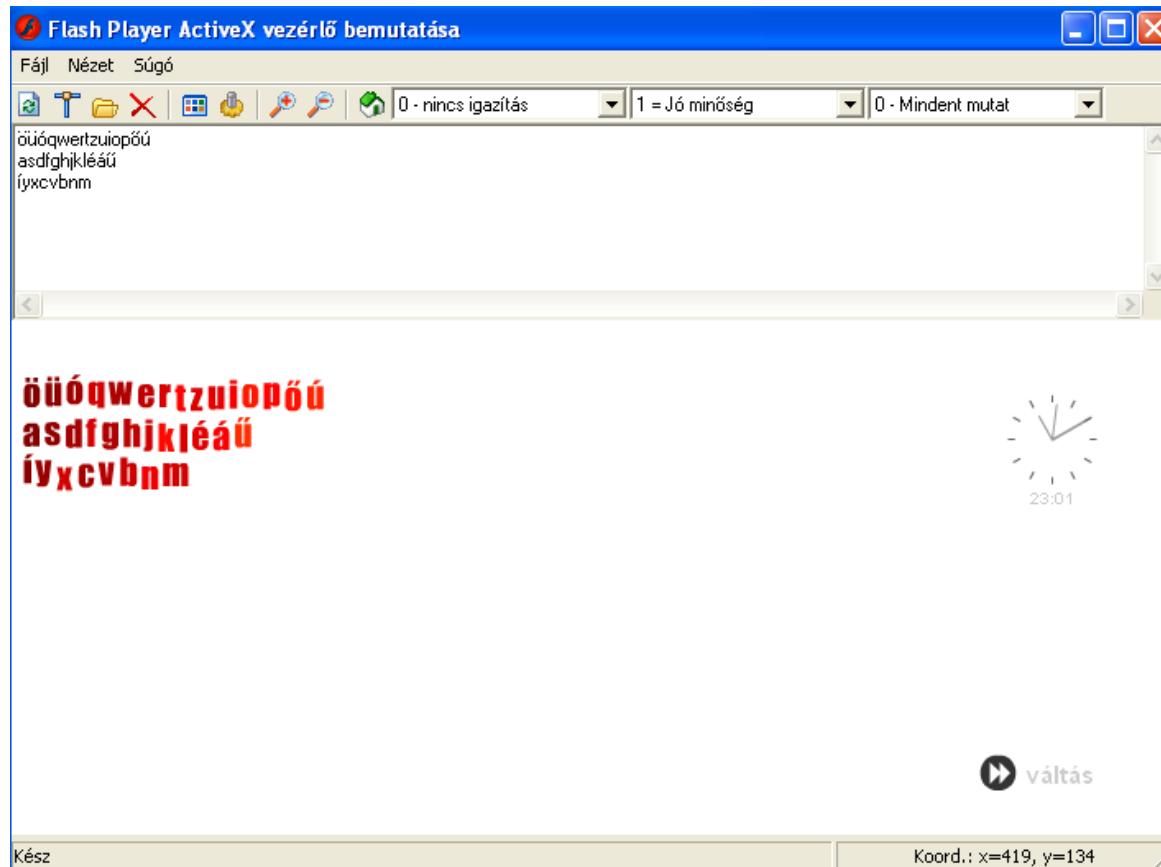 Flash Player ActiveX vezérlő bemutatása
Fájl Nézet Súgó
0 - nincs igazítás 1 = Jó minőség 0 - Mindent mutat
öüóqwertzuiopőú
asdfghjkléáű
íyxcvbnm
öüóqwertzuiopőú
asdfghjkléáű
íyxcvbnm
23:01
váltás
Kész Koord.: x=419, y=134